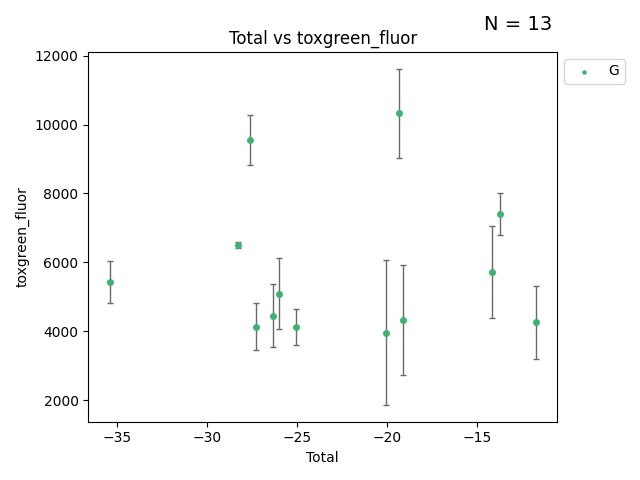 N = 13
Total vs toxgreen_fluor
G
12000
10000
8000
6000
4000
2000
toxgreen_fluor
−35
−30
−25
−20
−15
Total